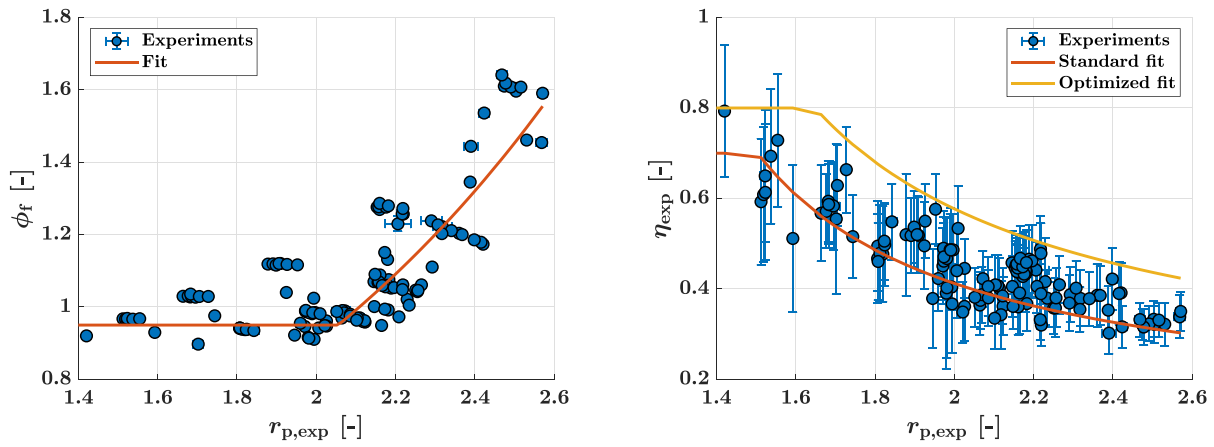 1.8
1.6
1.4
1.2
1
0.8
ϕf [-]
Experiments
Fit
1.4 1.6 1.8 2 2.2 2.4 2.6
rp,exp [-]
1
0.8
0.6
0.4
0.2
ηexp [-]
Experiments
Standard fit
Optimized fit
1.4 1.6 1.8 2 2.2 2.4 2.6
rp,exp [-]